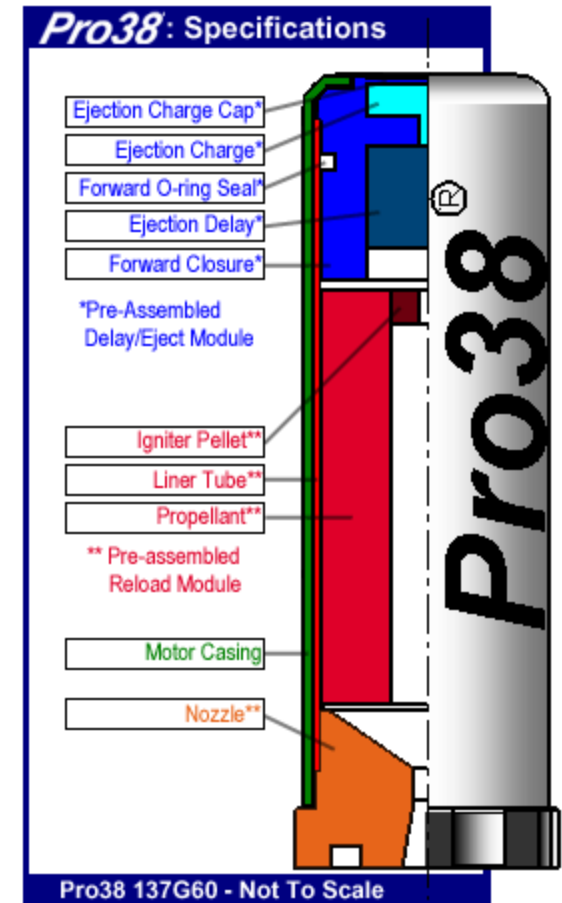 Pro38®: Specifications
Ejection Charge Cap*
Ejection Charge*
Forward O-ring Seal*
Ejection Delay*
Forward Closure*
*Pre-Assembled
Delay/Eject Module
Igniter Pellet**
Liner Tube**
Propellant**
** Pre-assembled
Reload Module
Motor Casing
Nozzle**
Pro38®
Pro38 137G60 - Not To Scale